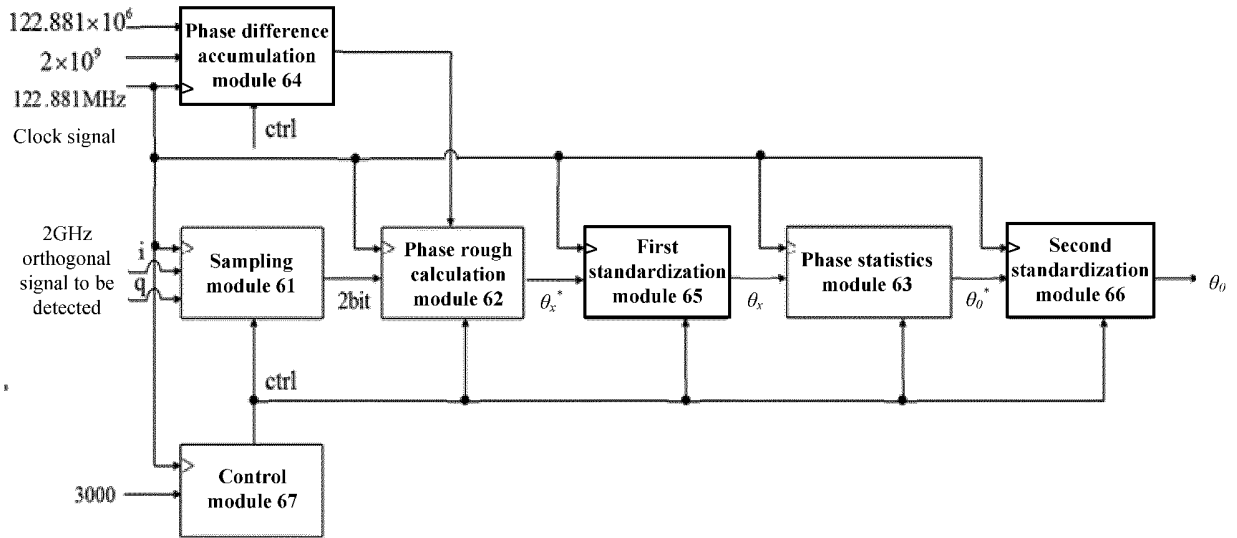 122.881×10⁶
2×10⁹
122.881MHz
Clock signal
Phase difference
accumulation
module 64
ctrl
2GHz
orthogonal
signal to be
detected
i
q
Sampling
module 61
2bit
Phase rough
calculation
module 62
θₓ*
First
standardization
module 65
θₓ
Phase statistics
module 63
θ₀*
Second
standardization
module 66
θ₀
ctrl
3000
Control
module 67